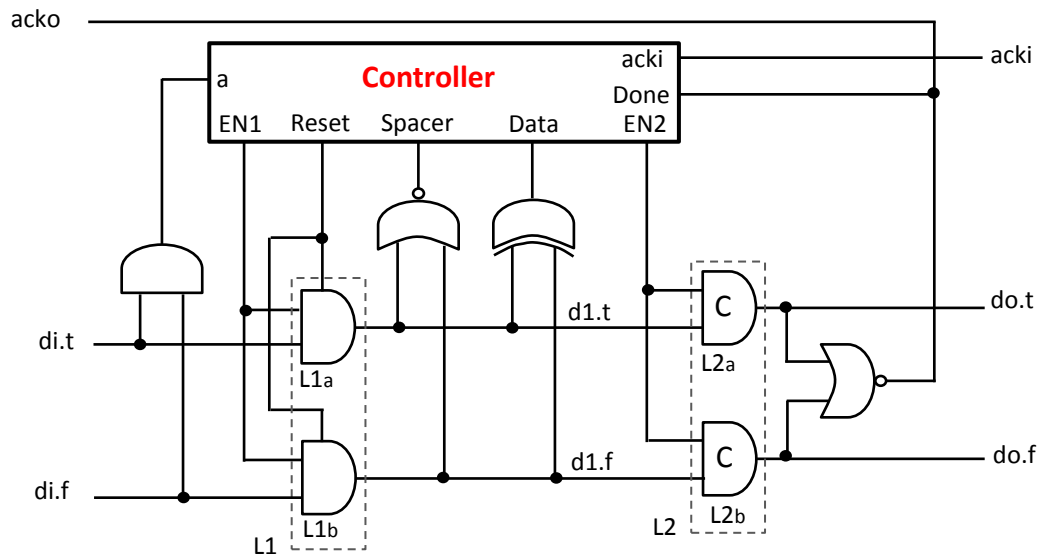 acko
acki
Controller
a
acki
Done
EN1 Reset Spacer Data EN2
C
d1.t
do.t
di.t
L1a
L2a
C
d1.f
do.f
di.f
L1b
L2b
L1
L2